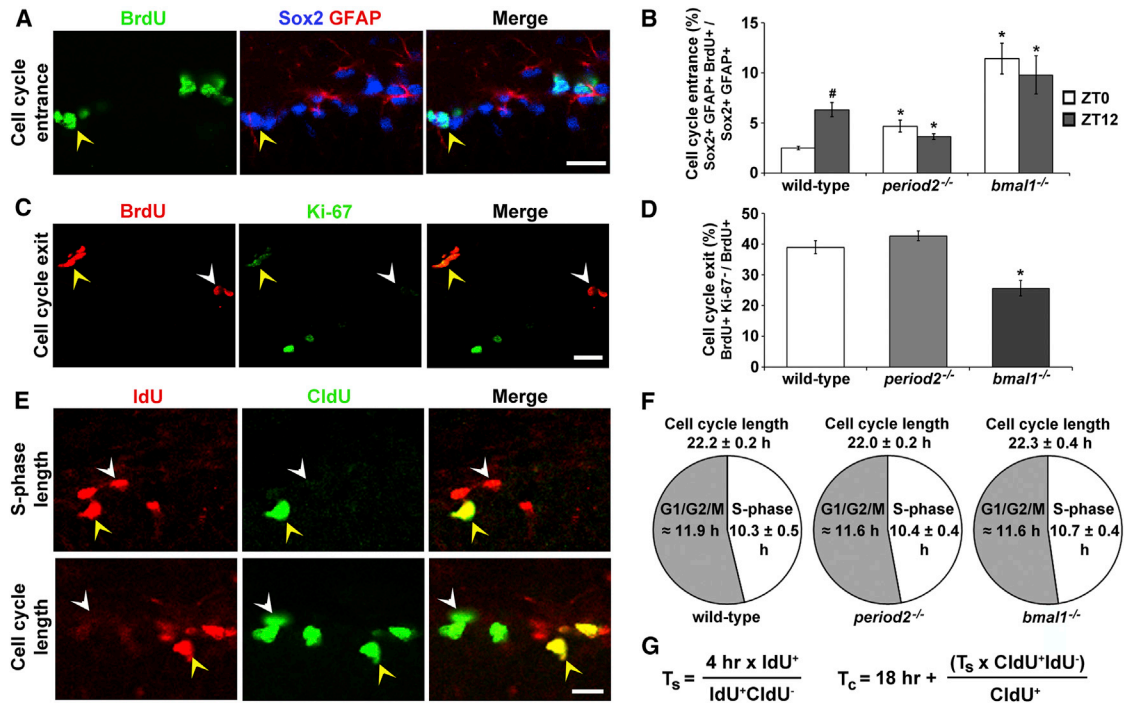 A
BrdU
Sox2 GFAP
Merge
Cell cycle
entrance
B
Cell cycle entrance (%)
Sox2+ GFAP+ BrdU+ /
Sox2+ GFAP+
15
10
5
0
#
*
*
*
*
wild-type
period2-/-
bmal1-/-
ZT0
ZT12
C
BrdU
Ki-67
Merge
Cell cycle exit
D
Cell cycle exit (%)
BrdU+ Ki-67- / BrdU+
50
40
30
20
10
0
*
wild-type
period2-/-
bmal1-/-
E
IdU
CldU
Merge
S-phase
length
Cell cycle
length
F
Cell cycle length
22.2 ± 0.2 h
G1/G2/M
≈ 11.9 h
S-phase
10.3 ± 0.5
h
wild-type
Cell cycle length
22.0 ± 0.2 h
G1/G2/M
≈ 11.6 h
S-phase
10.4 ± 0.4
h
period2-/-
Cell cycle length
22.3 ± 0.4 h
G1/G2/M
≈ 11.6 h
S-phase
10.7 ± 0.4
h
bmal1-/-
G
Ts = 4 hr x IdU+ / IdU+CldU-
Tc = 18 hr + (Ts x CldU+IdU-) / CldU+